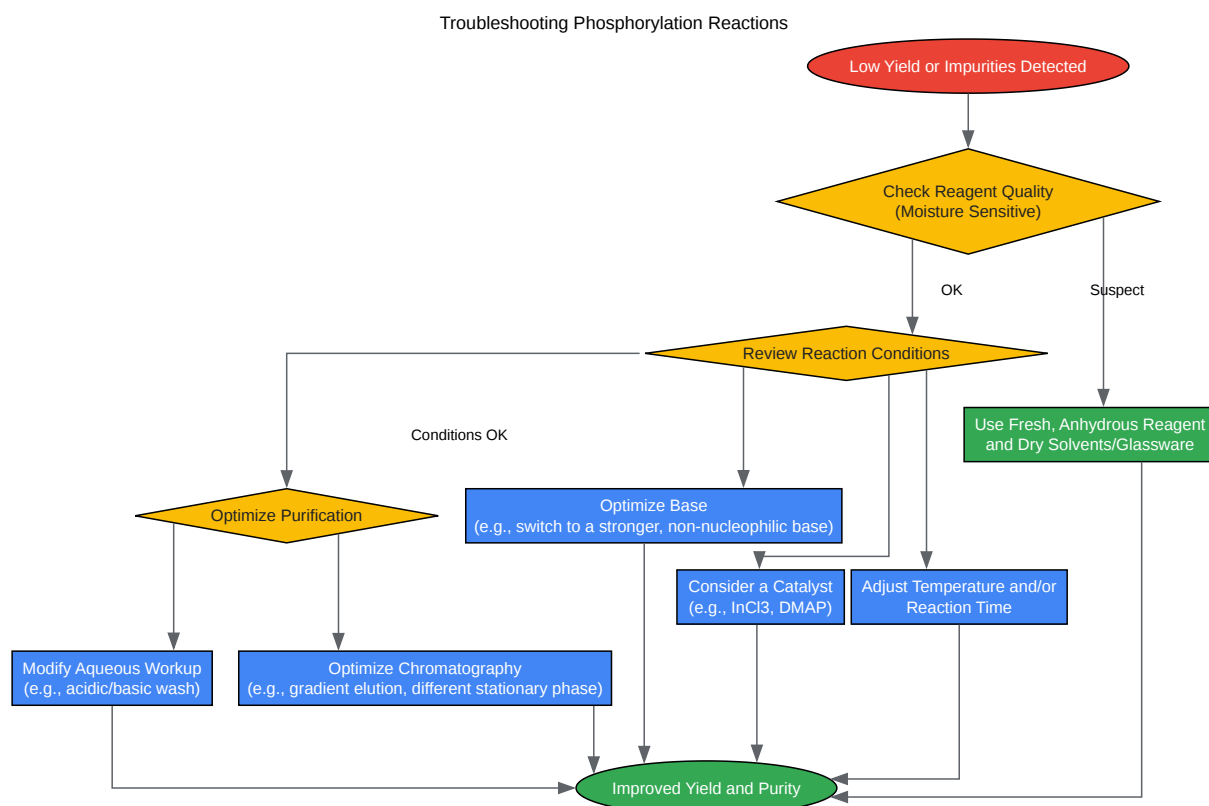 Troubleshooting Phosphorylation Reactions
Low Yield or Impurities Detected
Check Reagent Quality
(Moisture Sensitive)
OK
Suspect
Review Reaction Conditions
Conditions OK
Use Fresh, Anhydrous Reagent
and Dry Solvents/Glassware
Optimize Purification
Optimize Base
(e.g., switch to a stronger, non-nucleophilic base)
Consider a Catalyst
(e.g., InCl3, DMAP)
Adjust Temperature and/or
Reaction Time
Modify Aqueous Workup
(e.g., acidic/basic wash)
Optimize Chromatography
(e.g., gradient elution, different stationary phase)
Improved Yield and Purity